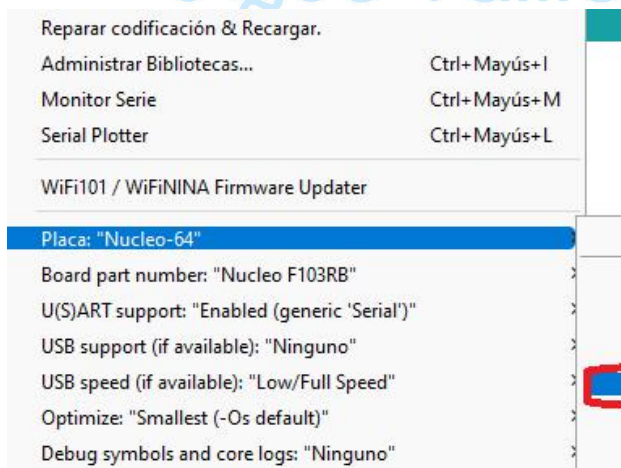 Reparar codificación & Recargar.
Administrar Bibliotecas... Ctrl+Mayús+I
Monitor Serie Ctrl+Mayús+M
Serial Plotter Ctrl+Mayús+L
WiFi101 / WiFiNINA Firmware Updater
Placa: "Nucleo-64"
Board part number: "Nucleo F103RB"
U(S)ART support: "Enabled (generic 'Serial')"
USB support (if available): "Ninguno"
USB speed (if available): "Low/Full Speed"
Optimize: "Smallest (-Os default)"
Debug symbols and core logs: "Ninguno"